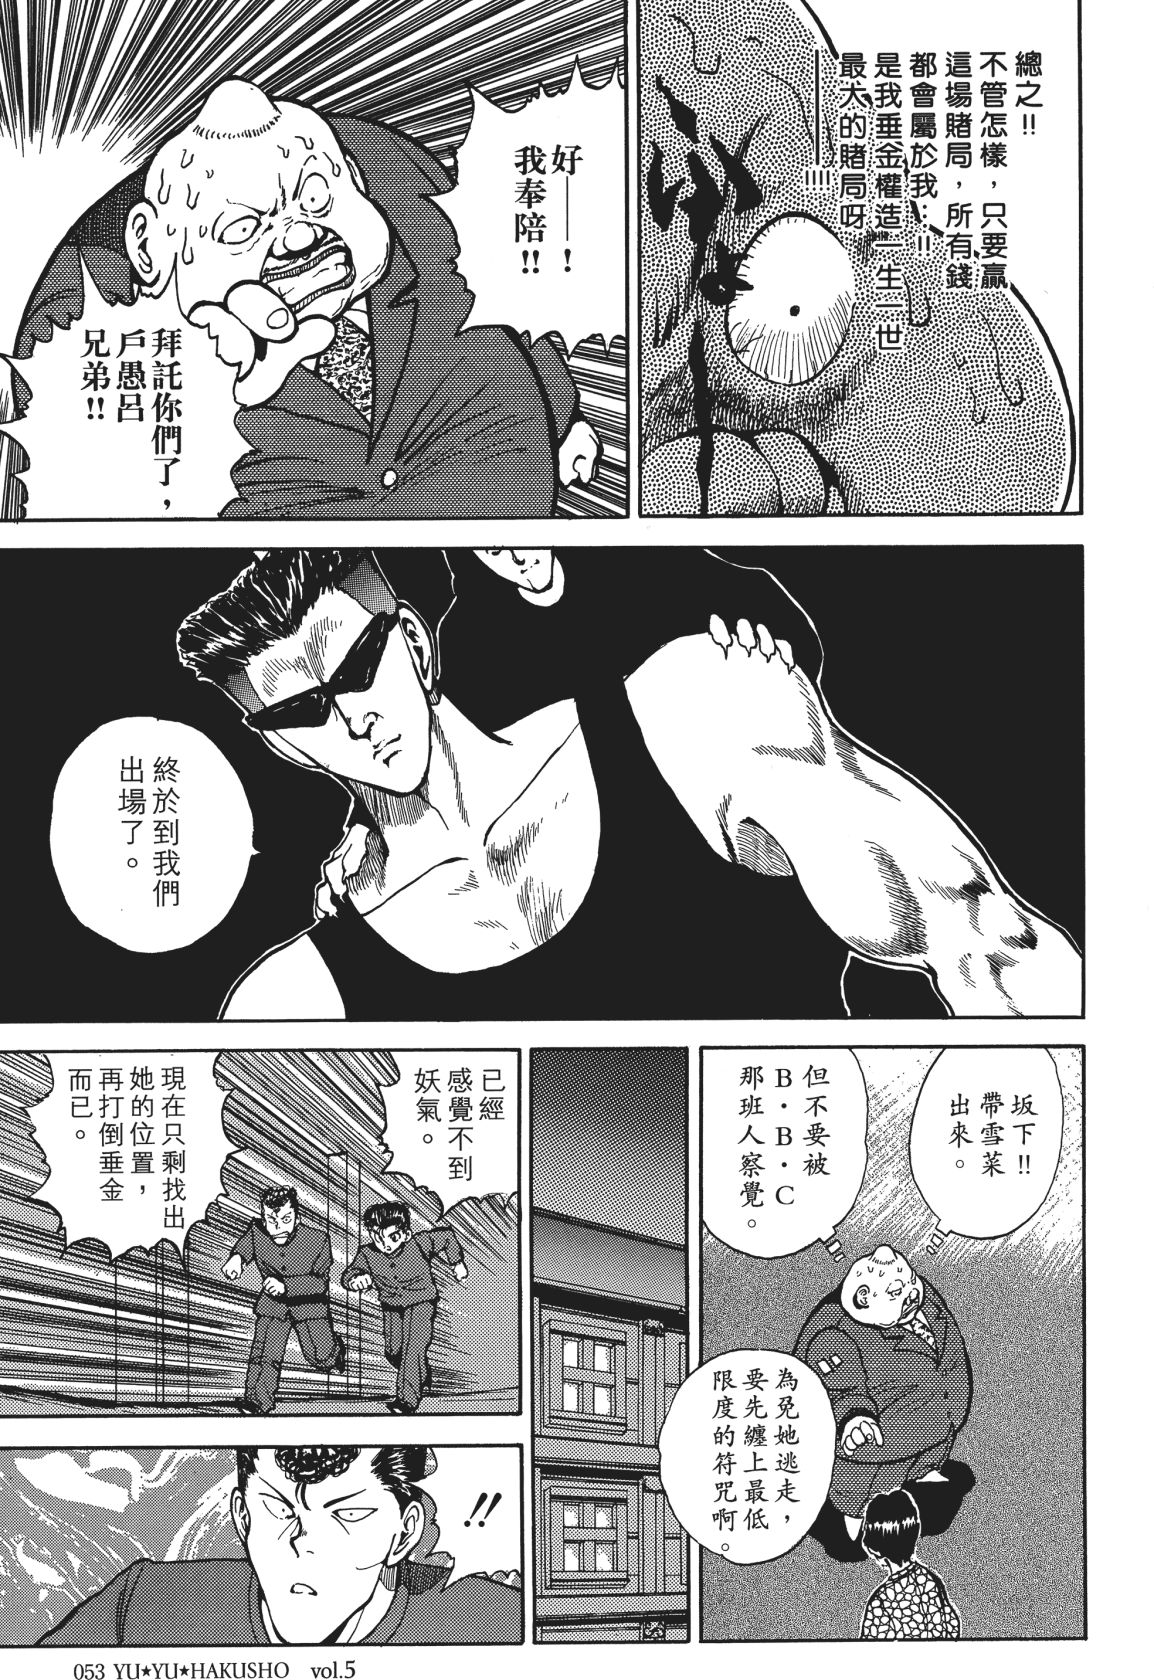 總之!!
不管怎樣，只要贏
這場賭局，所有錢
都會屬於我…!!
是我垂金權造一生一世
最大的賭局呀
——!!!!
好——！
我奉陪!!
拜託你們了，
戶愚呂
兄弟!!
終於到我們
出場了。
坂下!!
帶雪菜
出來。
但不要被
B·B·C
那班人察覺。
為免她逃走，
要先纏上最低
限度的符咒啊。
已經
感覺不到
妖氣。
現在只剩找出
她的位置，
再打倒垂金
而已。
!!
053 YU★YU★HAKUSHO vol.5